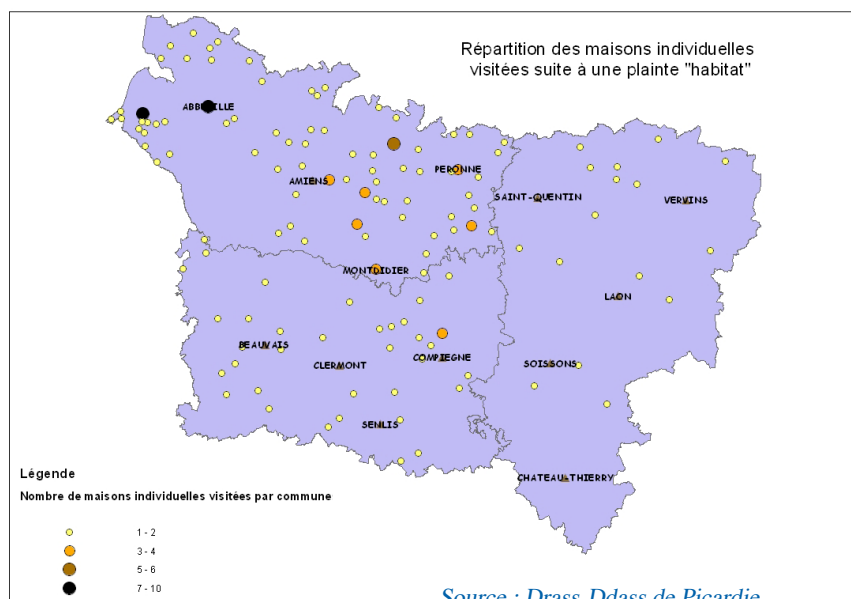 Répartition des maisons individuelles
visitées suite à une plainte "habitat"
ABBEVILLE
AMIENS
PERONNE
SAINT-QUENTIN
VERVINS
MONTDIDIER
LAON
BEAUVAIS
CLERMONT
COMPIEGNE
SOISSONS
SENLIS
CHATEAU-THIERRY
Légende
Nombre de maisons individuelles visitées par commune
1 - 2
3 - 4
5 - 6
7 - 10
Source : Drass-Ddass de Picardie